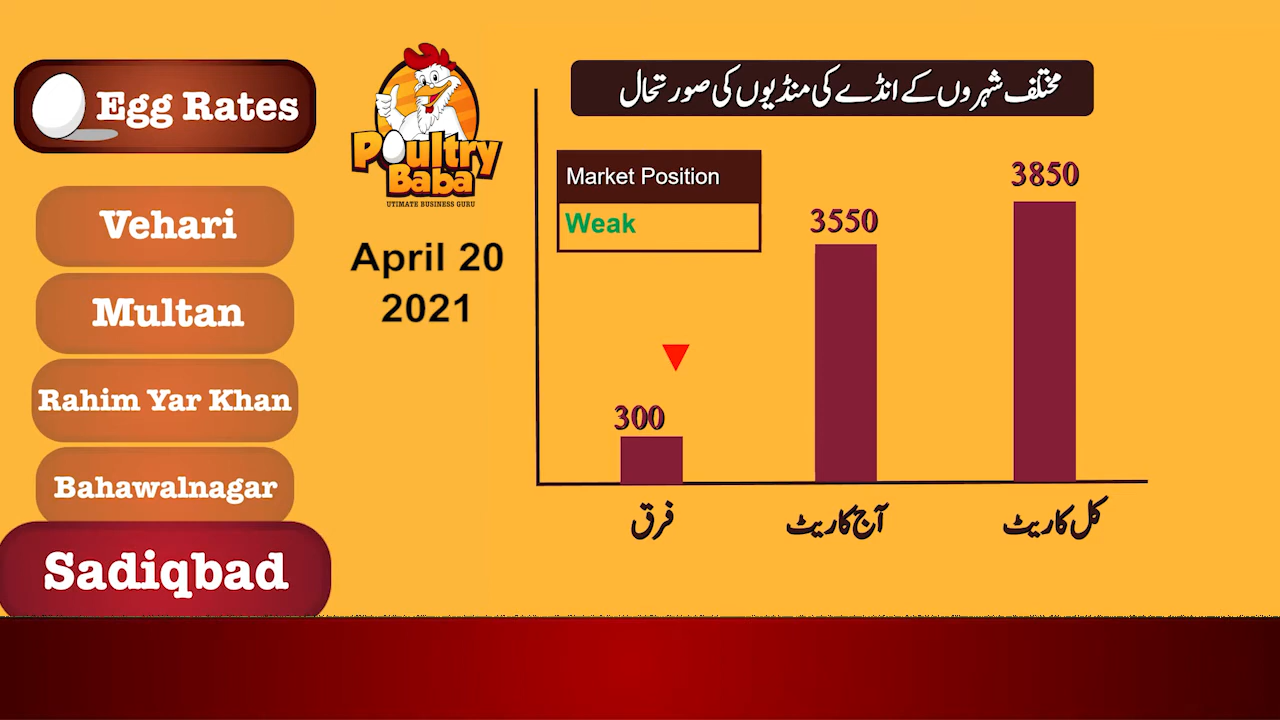 Egg Rates
Vehari
Multan
Rahim Yar Khan
Bahawalnagar
Sadiqbad
Poultry
Baba
UTIMATE BUSINESS GURU
April 20
2021
مختلف شہروں کے انڈے کی منڈیوں کی صورتحال
Market Position
Weak
300
3550
3850
فرق
آج کا ریٹ
کل کا ریٹ